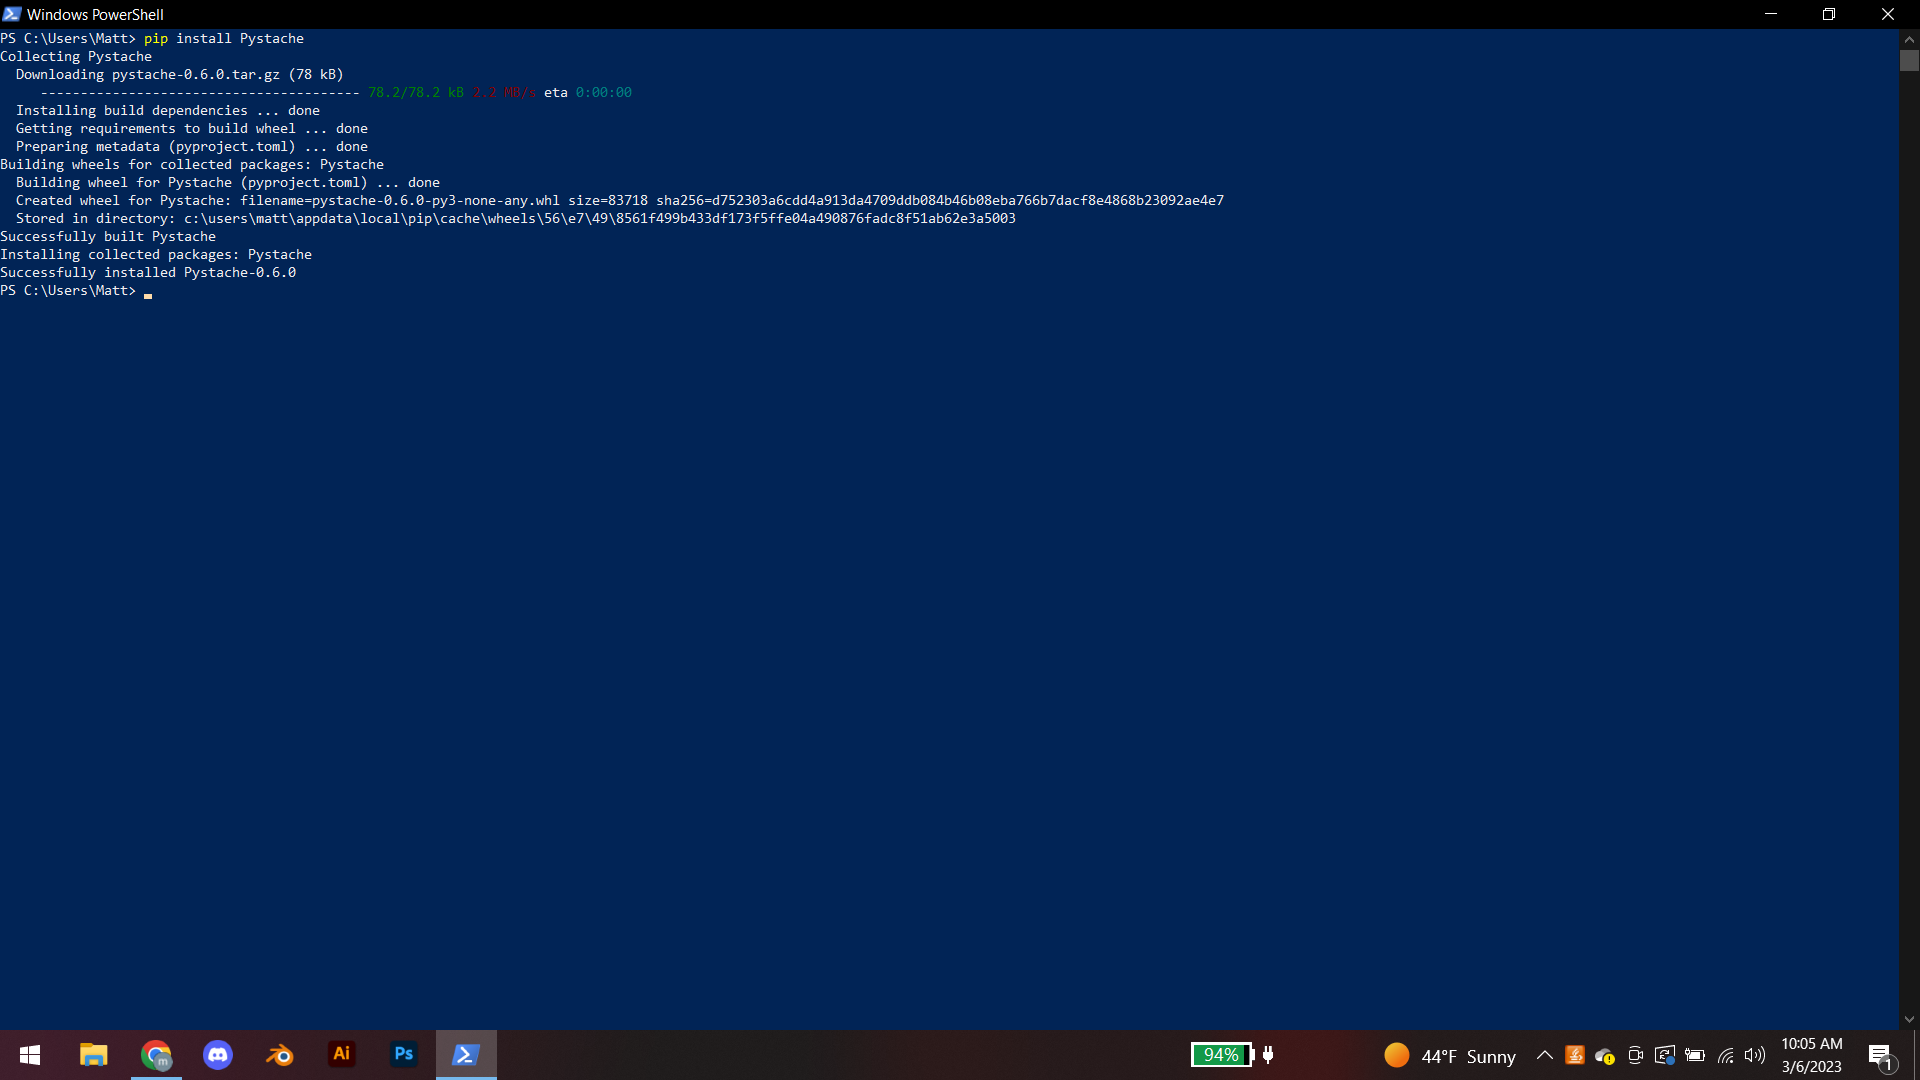 Windows PowerShell
PS C:\Users\Matt> pip install Pystache
Collecting Pystache
  Downloading pystache-0.6.0.tar.gz (78 kB)
     ---------------------------------------- 78.2/78.2 kB 2.2 MB/s eta 0:00:00
  Installing build dependencies ... done
  Getting requirements to build wheel ... done
  Preparing metadata (pyproject.toml) ... done
Building wheels for collected packages: Pystache
  Building wheel for Pystache (pyproject.toml) ... done
  Created wheel for Pystache: filename=pystache-0.6.0-py3-none-any.whl size=83718 sha256=d752303a6cdd4a913da4709ddb084b46b08eba766b7dacf8e4868b23092ae4e7
  Stored in directory: c:\users\matt\appdata\local\pip\cache\wheels\56\e7\49\8561f499b433df173f5ffe04a490876fadc8f51ab62e3a5003
Successfully built Pystache
Installing collected packages: Pystache
Successfully installed Pystache-0.6.0
PS C:\Users\Matt>
m Ai Ps 94% 44°F Sunny 10:05 AM 1
3/6/2023